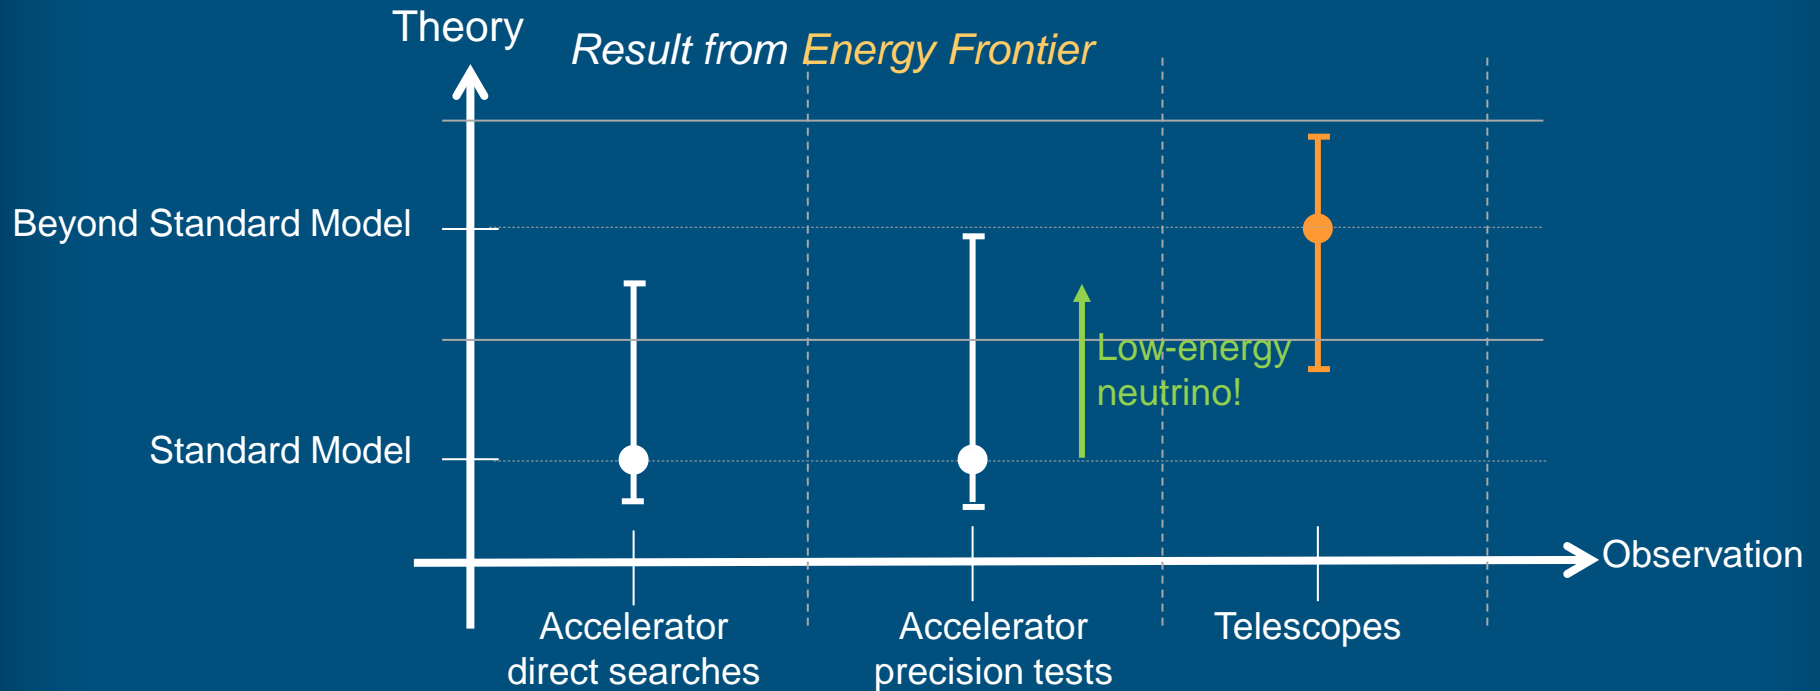 Theory
Result from Energy Frontier
Beyond Standard Model
Low-energy
neutrino!
Standard Model
Observation
Accelerator
direct searches
Accelerator
precision tests
Telescopes